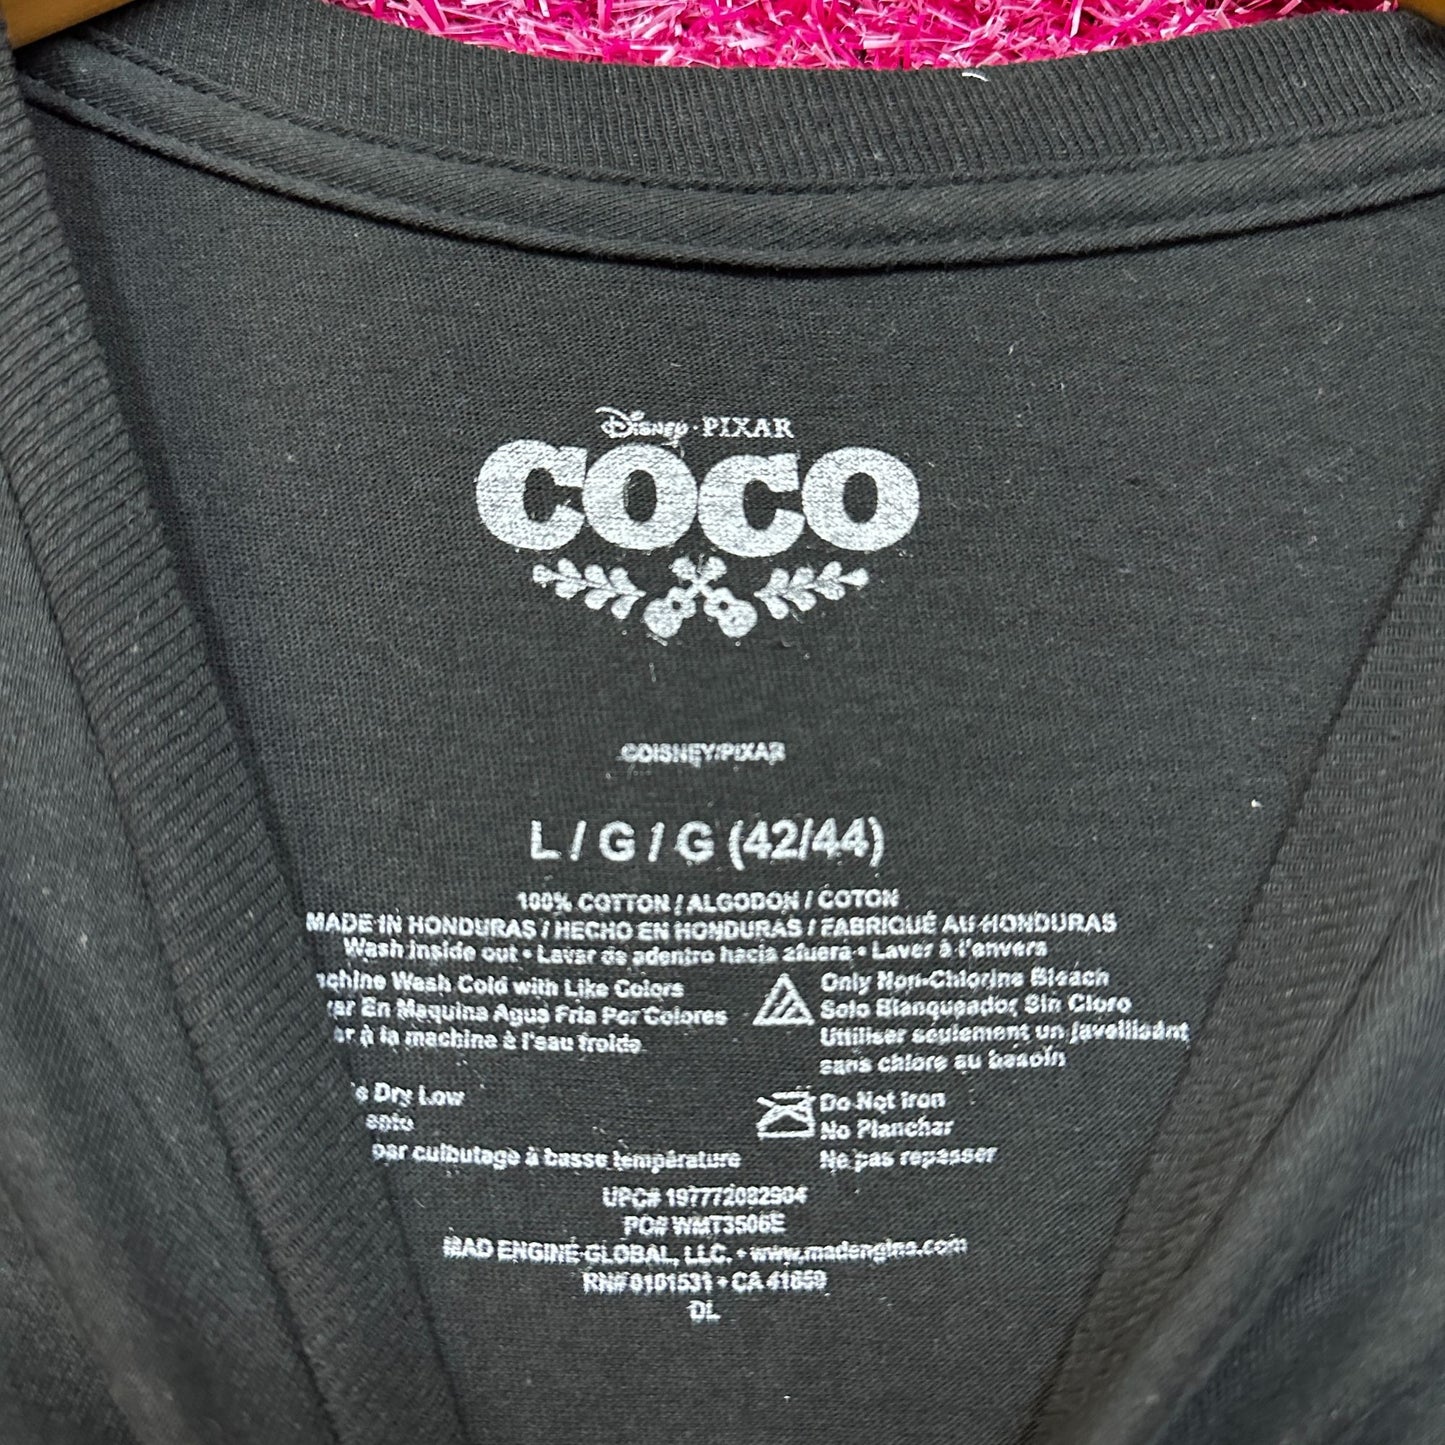 Disney · PIXAR
COCO
©DISNEY/PIXAR
L / G / G (42/44)
100% COTTON / ALGODON / COTON
MADE IN HONDURAS / HECHO EN HONDURAS / FABRIQUÉ AU HONDURAS
Wash inside out • Lavar de adentro hacia afuera • Laver à l'envers
achine Wash Cold with Like Colors
var En Maquina Agua Fria Por Colores
er à la machine à l'eau froide
Only Non-Chlorine Bleach
Solo Blanqueador Sin Cloro
Utiliser seulement un javellisant
sans chlore au besoin
Dry Low
par culbutage à basse température
Do Not Iron
No Planchar
Ne pas repasser
UPC# 197772082904
PO# WMT3506E
MAD ENGINE GLOBAL, LLC. • www.madengine.com
RN# 0101531 • CA 41659
DL